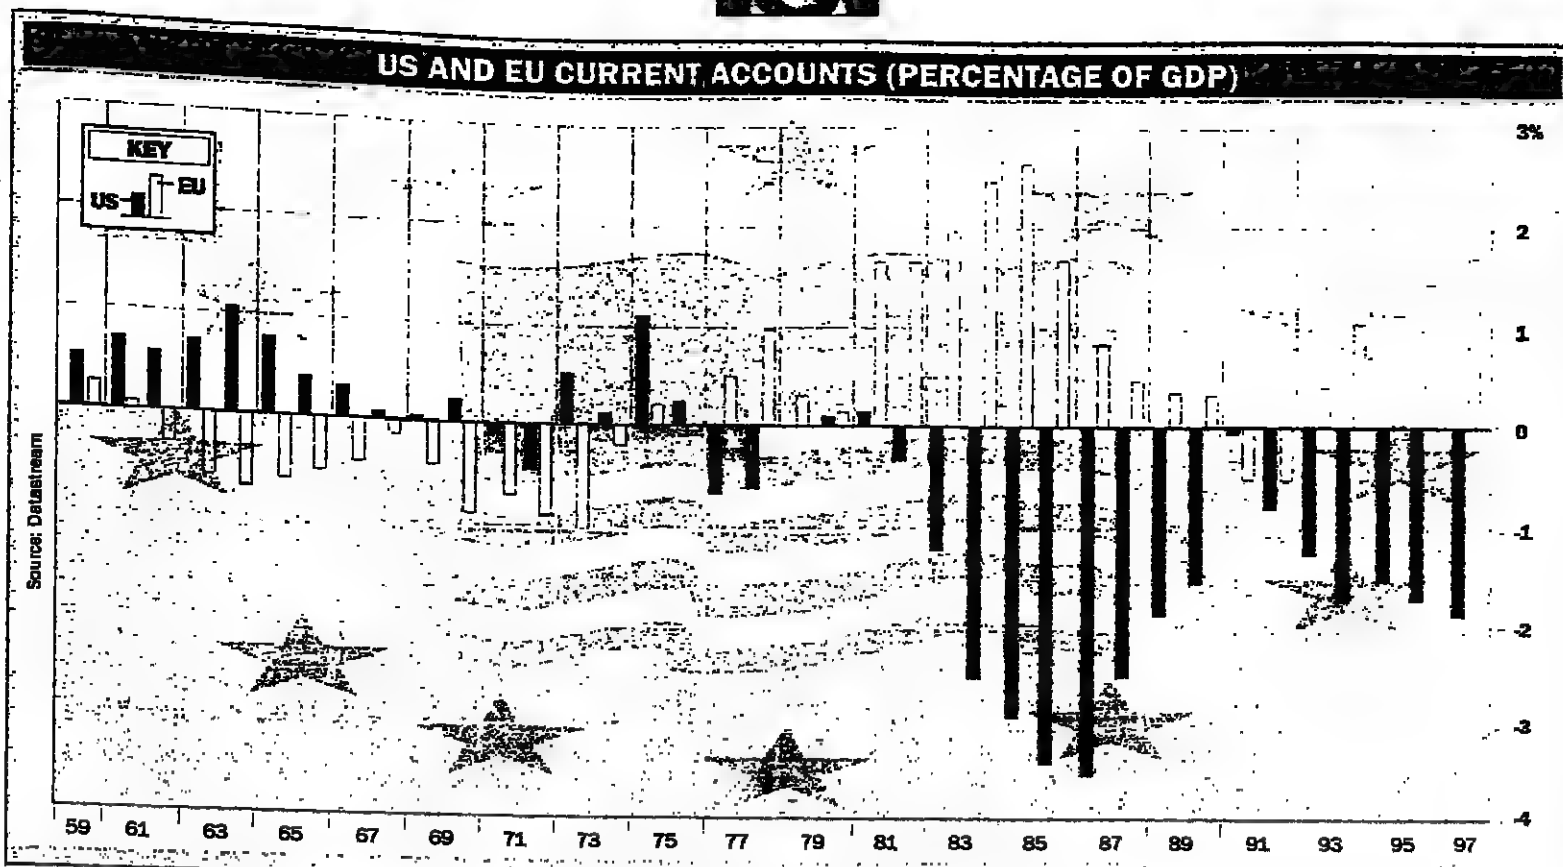 US AND EU CURRENT ACCOUNTS (PERCENTAGE OF GDP)
KEY
US
EU
3%
2
1
0
-1
-2
-3
-4
Source: Datastream
59 61 63 65 67 69 71 73 75 77 79 81 83 85 87 89 91 93 95 97